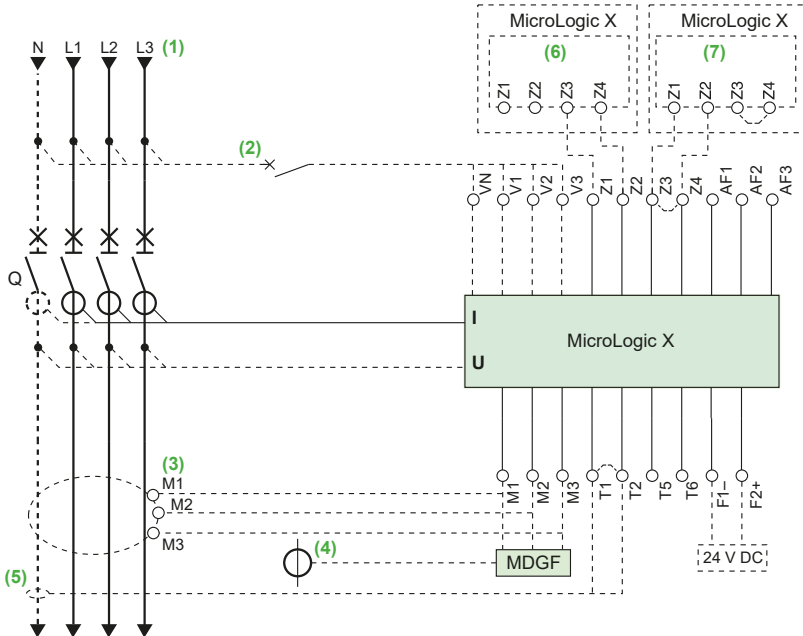 MicroLogic X
MicroLogic X
N L1 L2 L3 (1)
(6)
(7)
Z1 Z2 Z3 Z4
Z1 Z2 Z3 Z4
(2)
VN V1 V2 V3 Z1 Z2 Z3 Z4 AF1 AF2 AF3
Q
I
MicroLogic X
U
(3)
M1
M2
M3
M1 M2 M3 T1 T2 T5 T6 F1– F2+
(4)
MDGF
24 V DC
(5)